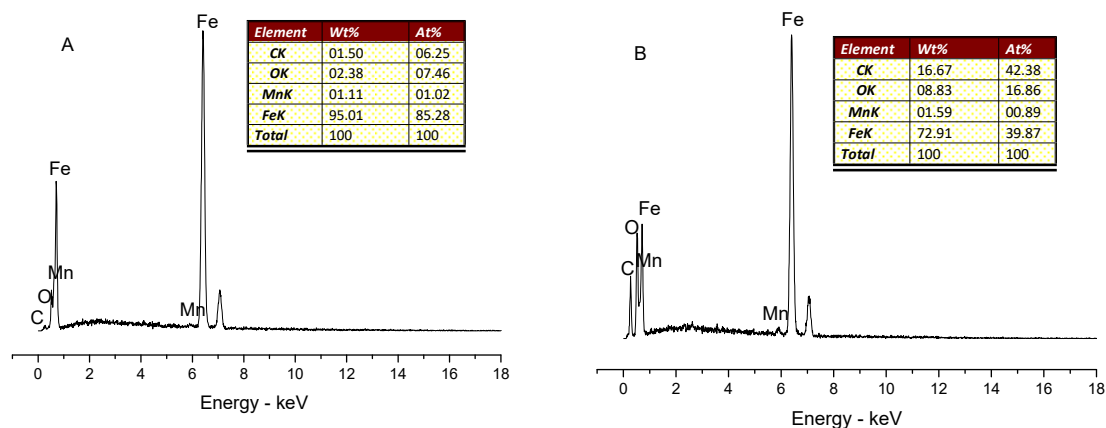 A
Fe
Element Wt% At%
CK 01.50 06.25
OK 02.38 07.46
MnK 01.11 01.02
FeK 95.01 85.28
Total 100 100
Fe
Mn
O
C
Mn
0 2 4 6 8 10 12 14 16 18
Energy - keV
B
Fe
Element Wt% At%
CK 16.67 42.38
OK 08.83 16.86
MnK 01.59 00.89
FeK 72.91 39.87
Total 100 100
Fe
O
Mn
C
Mn
0 2 4 6 8 10 12 14 16 18
Energy - keV